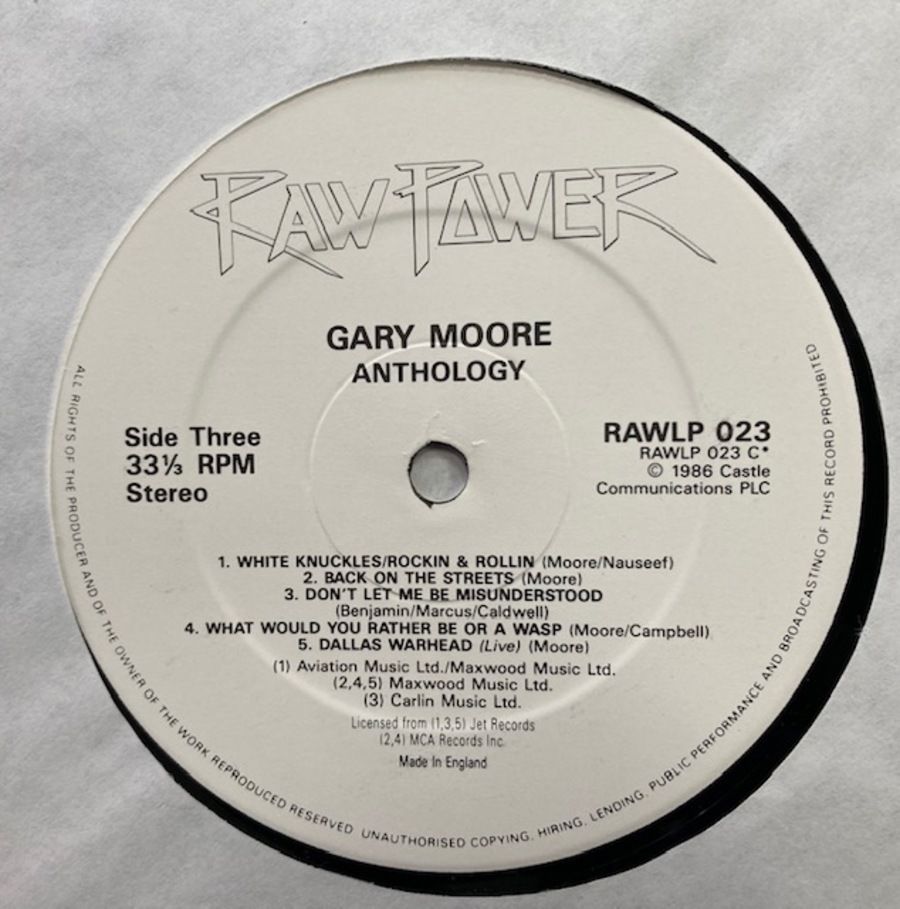 RAW POWER
GARY MOORE
ANTHOLOGY
Side Three
33⅓ RPM
Stereo
RAWLP 023
RAWLP 023 C*
© 1986 Castle
Communications PLC
1. WHITE KNUCKLES/ROCKIN & ROLLIN (Moore/Nauseef)
2. BACK ON THE STREETS (Moore)
3. DON'T LET ME BE MISUNDERSTOOD
(Benjamin/Marcus/Caldwell)
4. WHAT WOULD YOU RATHER BE OR A WASP (Moore/Campbell)
5. DALLAS WARHEAD (Live) (Moore)
(1) Aviation Music Ltd./Maxwood Music Ltd.
(2,4,5) Maxwood Music Ltd.
(3) Carlin Music Ltd.
Licensed from (1,3,5) Jet Records
(2,4) MCA Records Inc.
Made In England
ALL RIGHTS OF THE PRODUCER AND OF THE OWNER OF THE WORK REPRODUCED RESERVED UNAUTHORISED COPYING, HIRING, LENDING, PUBLIC PERFORMANCE AND BROADCASTING OF THIS RECORD PROHIBITED